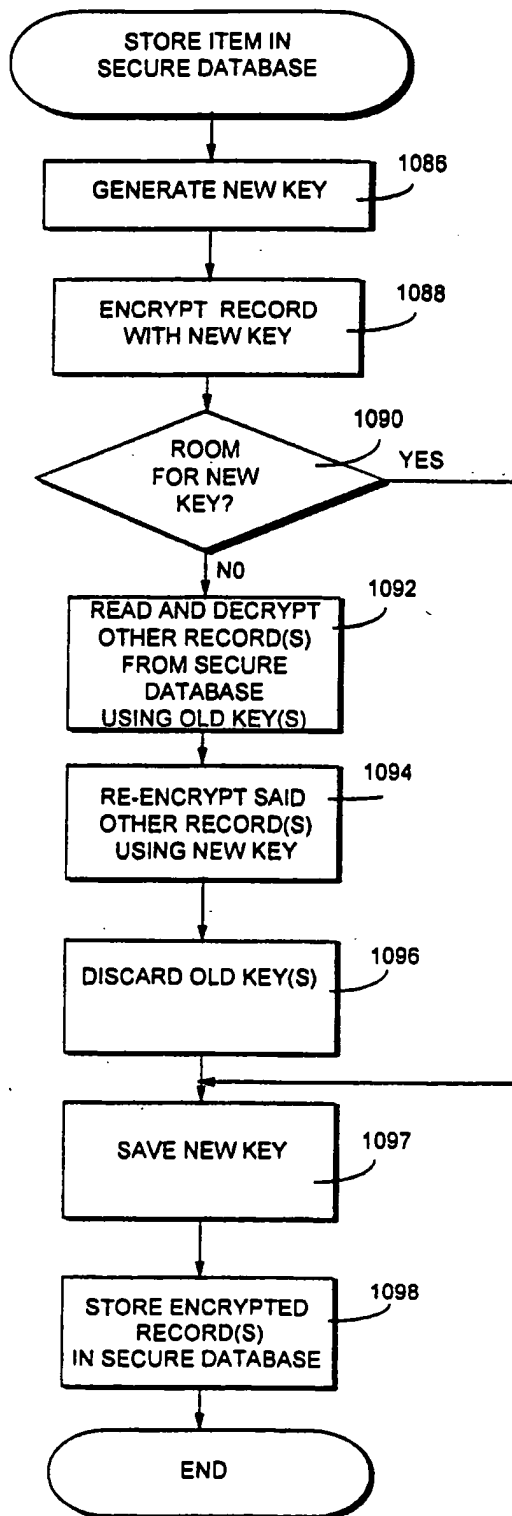 STORE ITEM IN
SECURE DATABASE
1086
GENERATE NEW KEY
1088
ENCRYPT RECORD
WITH NEW KEY
1090
ROOM
FOR NEW
KEY?
YES
NO
1092
READ AND DECRYPT
OTHER RECORD(S)
FROM SECURE
DATABASE
USING OLD KEY(S)
1094
RE-ENCRYPT SAID
OTHER RECORD(S)
USING NEW KEY
1096
DISCARD OLD KEY(S)
SAVE NEW KEY
1097
1098
STORE ENCRYPTED
RECORD(S)
IN SECURE DATABASE
END